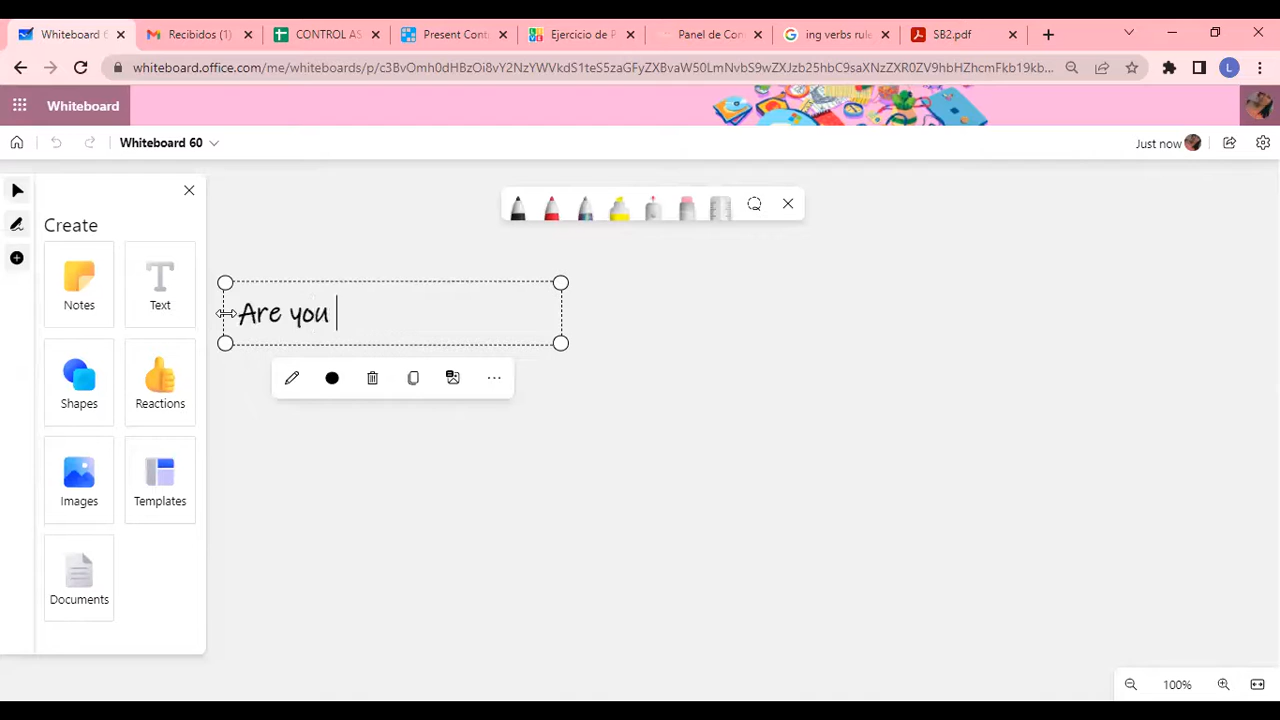 Whiteboard 6
Recibidos (1)
CONTROL AS
Present Cont
Ejercicio de P
Panel de Con
ing verbs rule
SB2.pdf
whiteboard.office.com/me/whiteboards/p/c3BvOmh0dHBzOi8vY2NzYWVkdS1teS5zaGFyZXBvaW50LmNvbS9wZXJzb25hbC9saXNzZXR0ZV9hbHZhcmFkb19kb...
L
Whiteboard
Whiteboard 60
Just now
Create
Notes
Text
Shapes
Reactions
Images
Templates
Documents
Are you
100%